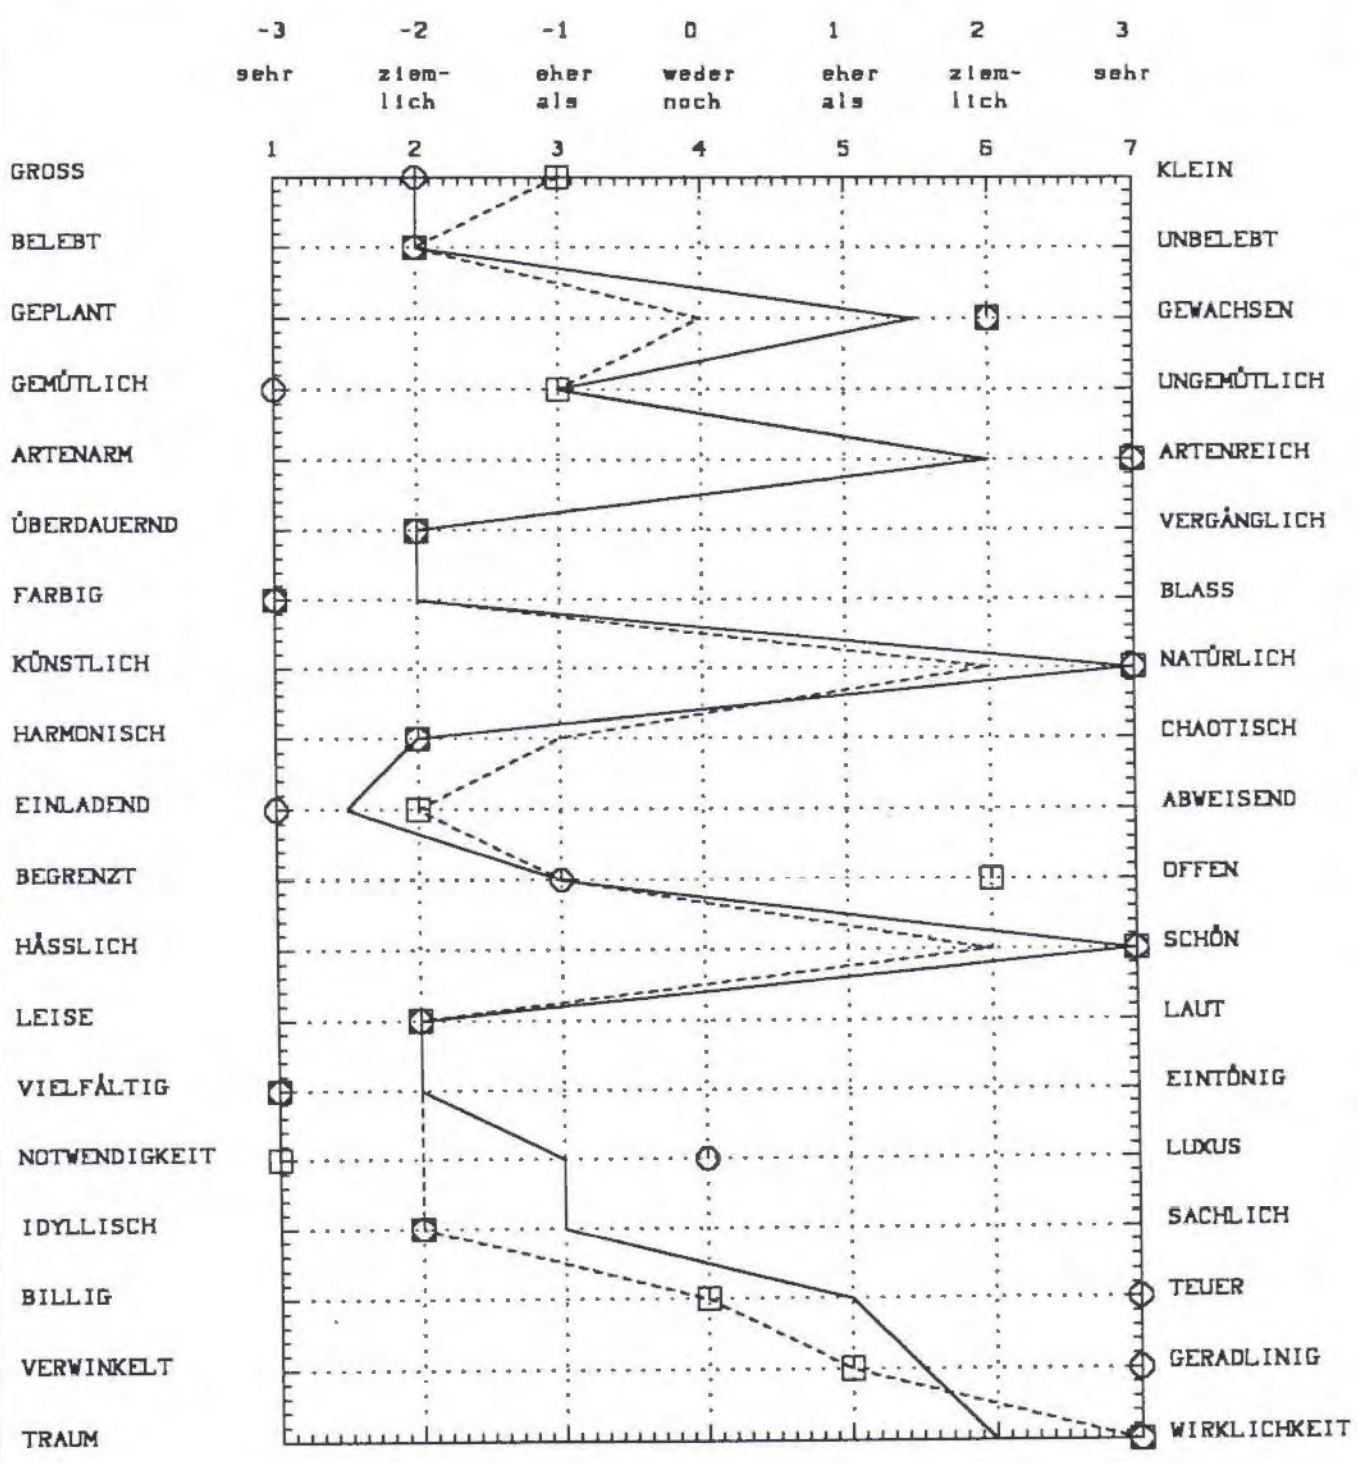 -3 -2 -1 0 1 2 3
sehr ziem- eher weder eher ziem- sehr
lich als noch als lich
1 2 3 4 5 6 7
GROSS KLEIN
BELEBT UNBELEBT
GEPLANT GEWACHSEN
GEMÜTLICH UNGEMÜTLICH
ARTENARM ARTENREICH
ÜBERDAUERND VERGÄNGLICH
FARBIG BLASS
KÜNSTLICH NATÜRLICH
HARMONISCH CHAOTISCH
EINLADEND ABWEISEND
BEGRENZT OFFEN
HÄSSLICH SCHÖN
LEISE LAUT
VIELFÄLTIG EINTÖNIG
NOTWENDIGKEIT LUXUS
IDYLLISCH SACHLICH
BILLIG TEUER
VERWINKELT GERADLINIG
TRAUM WIRKLICHKEIT